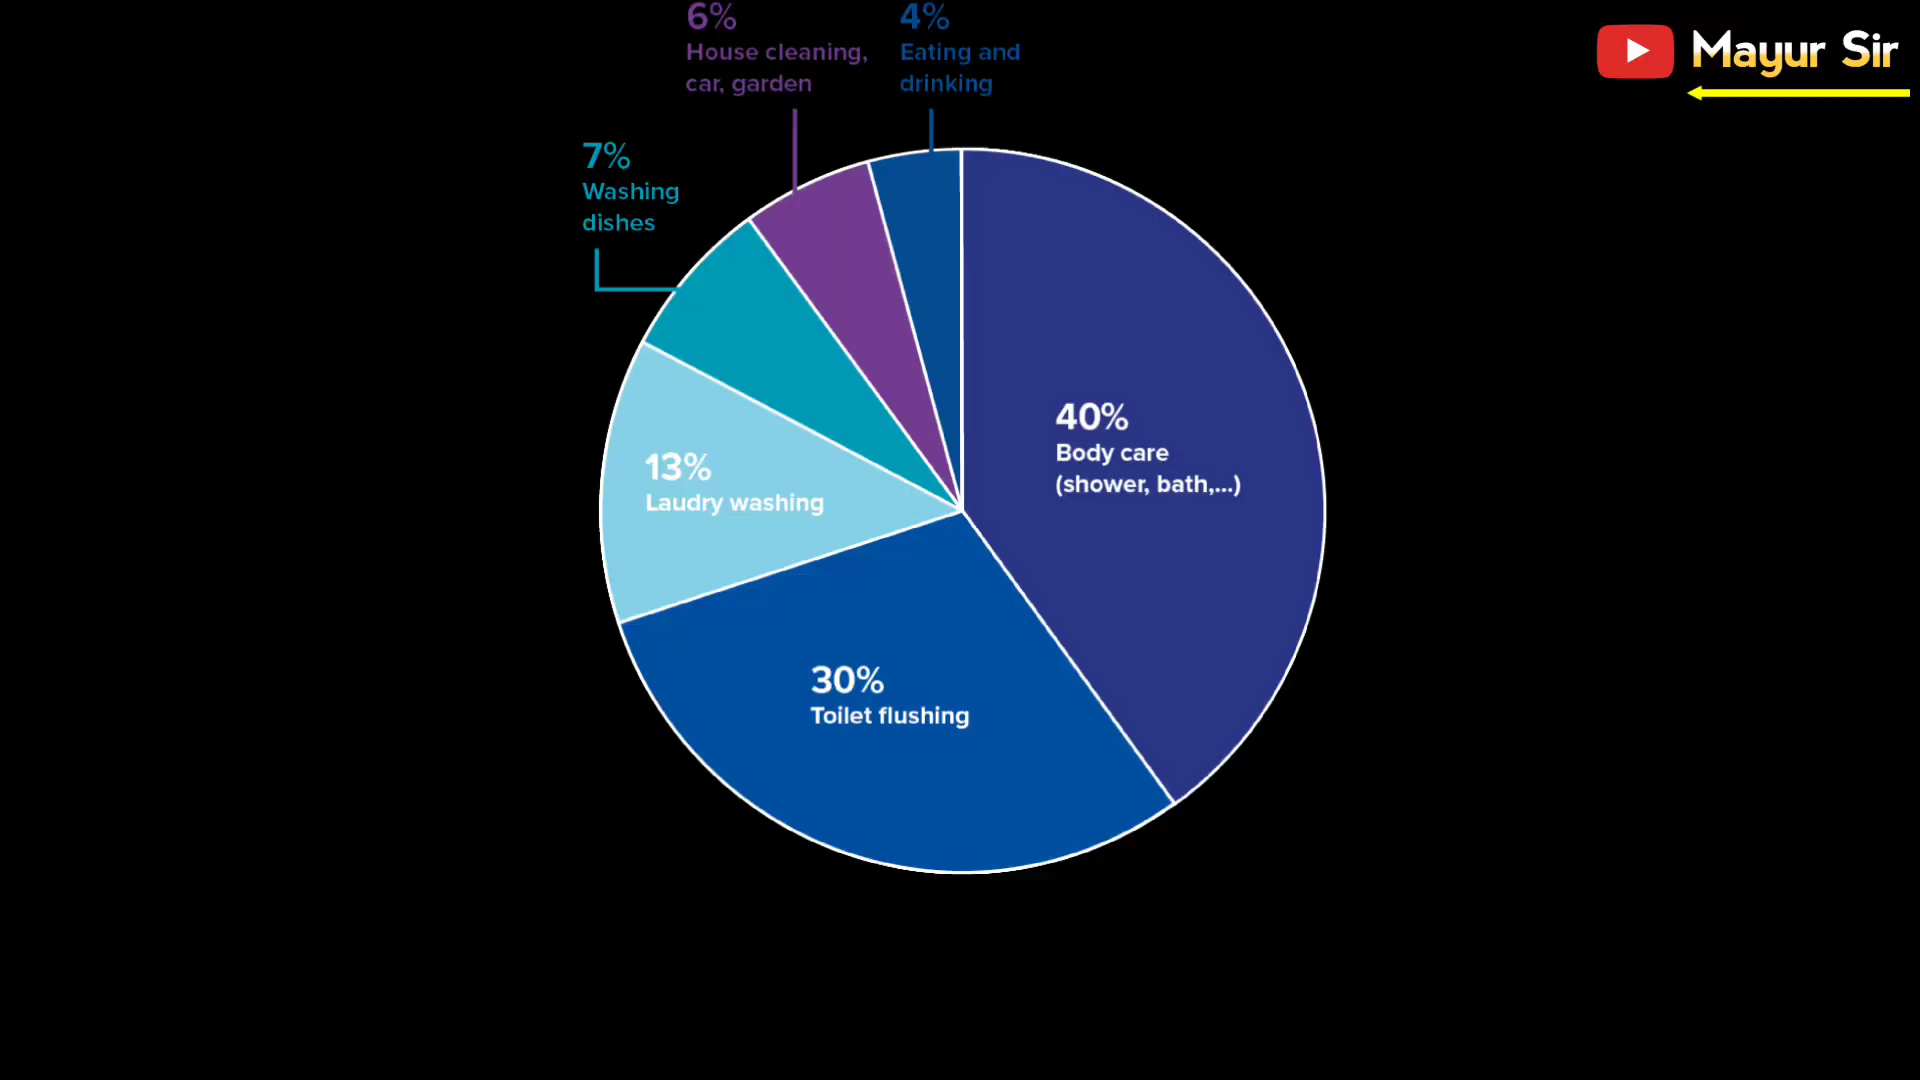 6%
House cleaning,
car, garden
4%
Eating and
drinking
Mayur Sir
7%
Washing
dishes
40%
Body care
(shower, bath,...)
13%
Laudry washing
30%
Toilet flushing